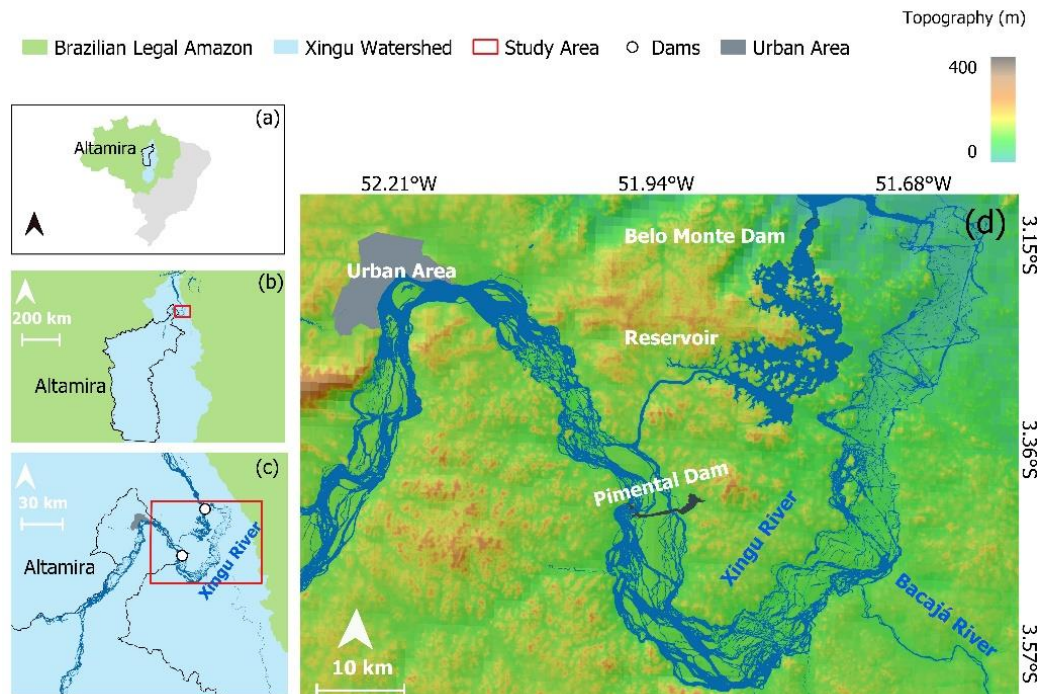 Topography (m)
Brazilian Legal Amazon
Xingu Watershed
Study Area
Dams
Urban Area
400
0
(a)
Altamira
(b)
200 km
Altamira
(c)
30 km
Altamira
Xingu River
52.21°W
51.94°W
51.68°W
(d)
3.15°S
3.36°S
3.57°S
Urban Area
Belo Monte Dam
Reservoir
Pimental Dam
Xingu River
Bacajá River
10 km